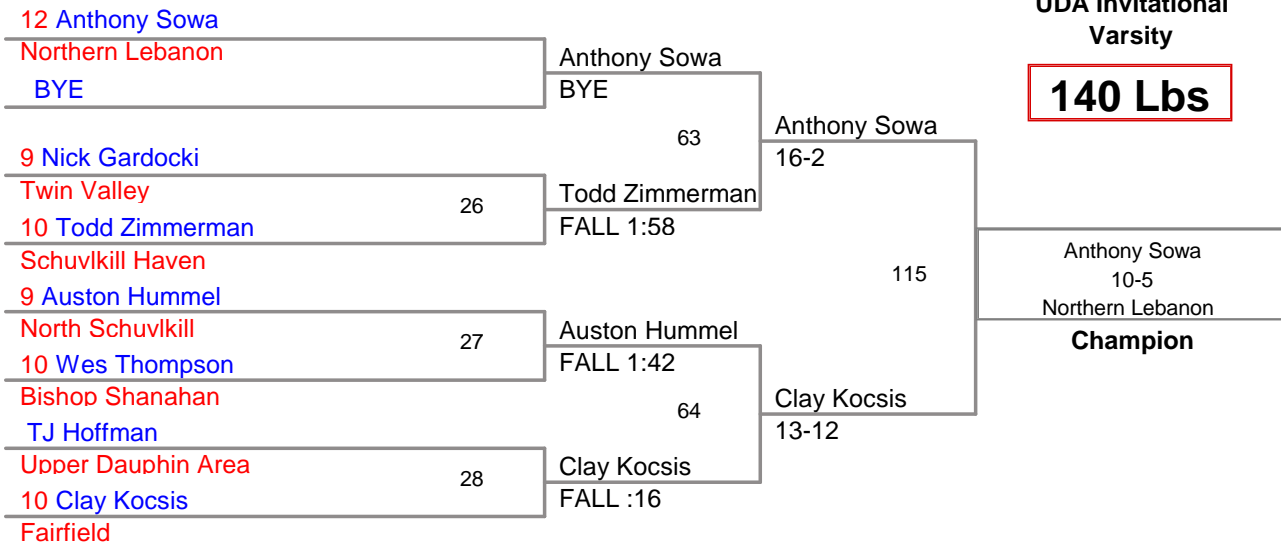 12 Anthony Sowa
Northern Lebanon
BYE
9 Nick Gardocki
Twin Valley
10 Todd Zimmerman
Schuylkill Haven
9 Auston Hummel
North Schuylkill
10 Wes Thompson
Bishop Shanahan
TJ Hoffman
Upper Dauphin Area
10 Clay Kocsis
Fairfield
26
27
28
Anthony Sowa
BYE
Todd Zimmerman
FALL 1:58
Auston Hummel
FALL 1:42
Clay Kocsis
FALL :16
63
64
Anthony Sowa
16-2
Clay Kocsis
13-12
115
UDA Invitational
Varsity
140 Lbs
Anthony Sowa
10-5
Northern Lebanon
Champion